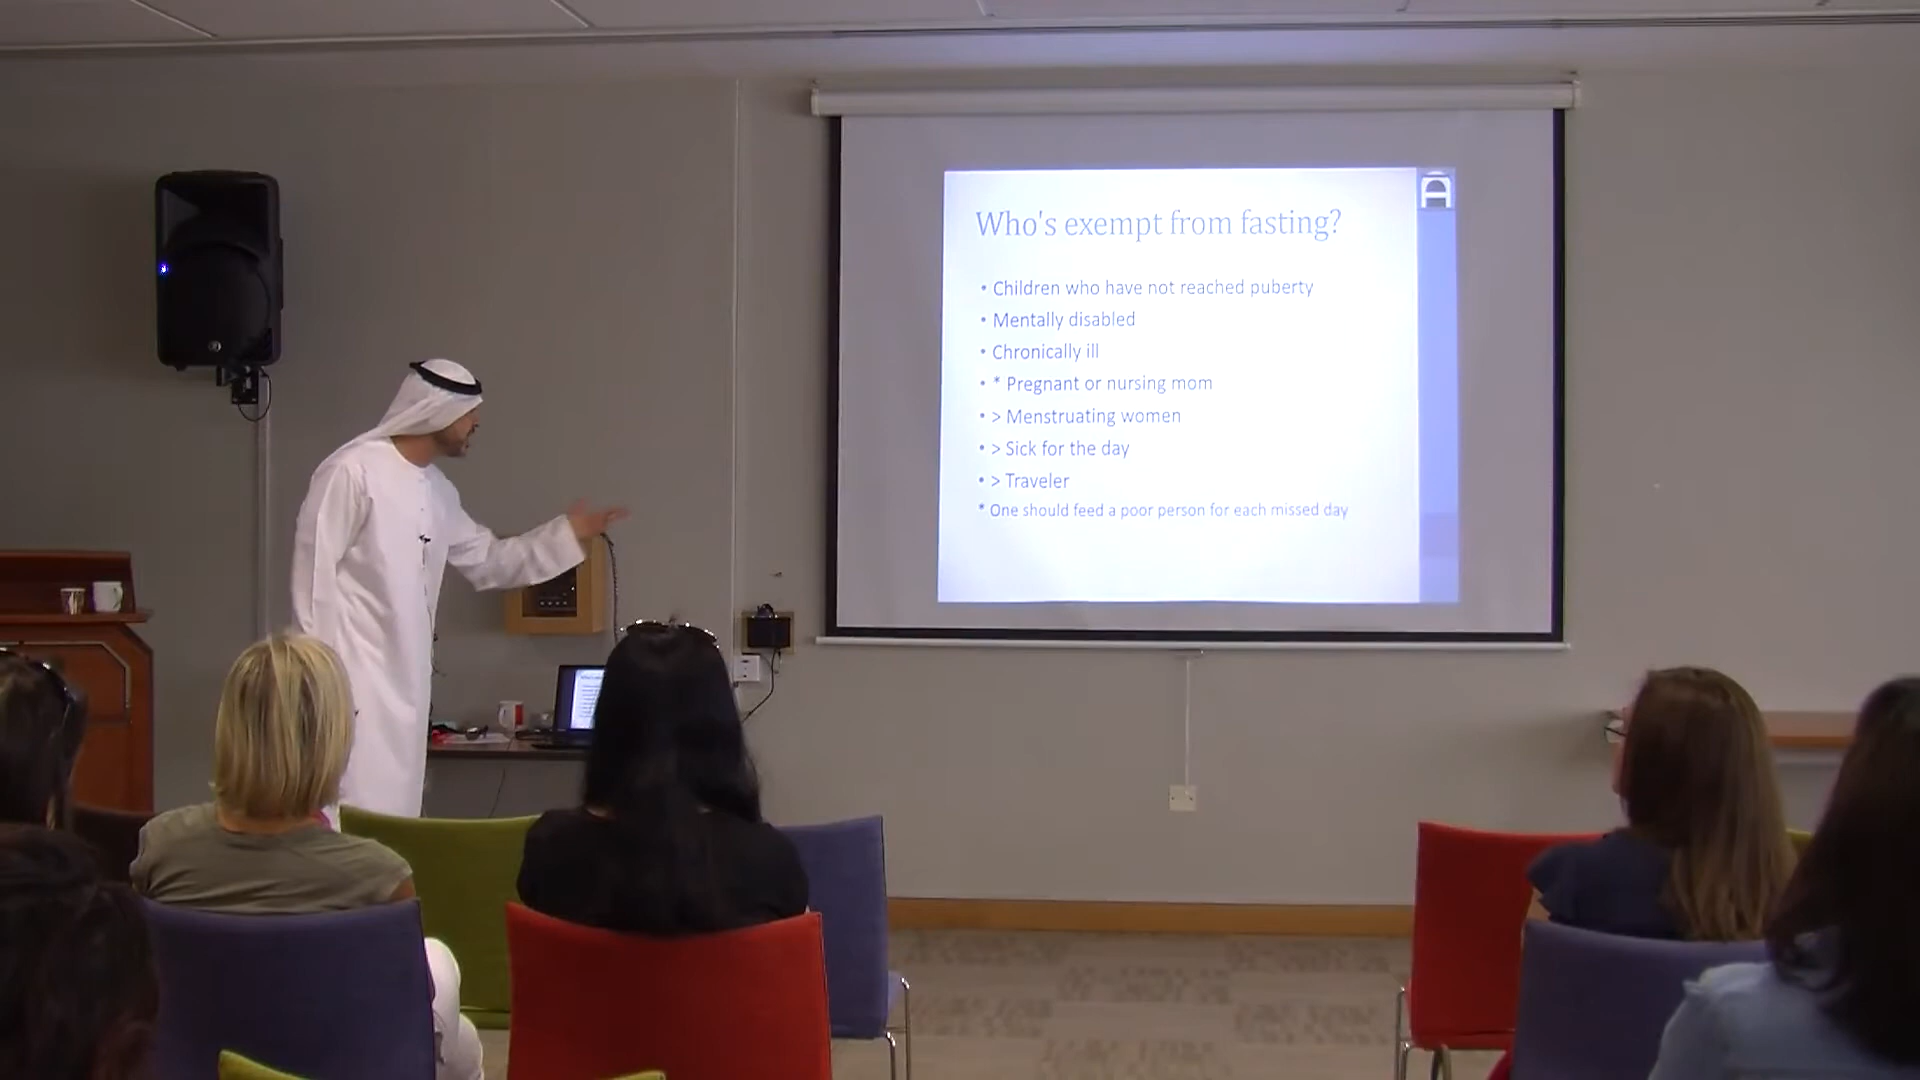 Who's exempt from fasting?
• Children who have not reached puberty
• Mentally disabled
• Chronically ill
• * Pregnant or nursing mom
• > Menstruating women
• > Sick for the day
• > Traveler
* One should feed a poor person for each missed day